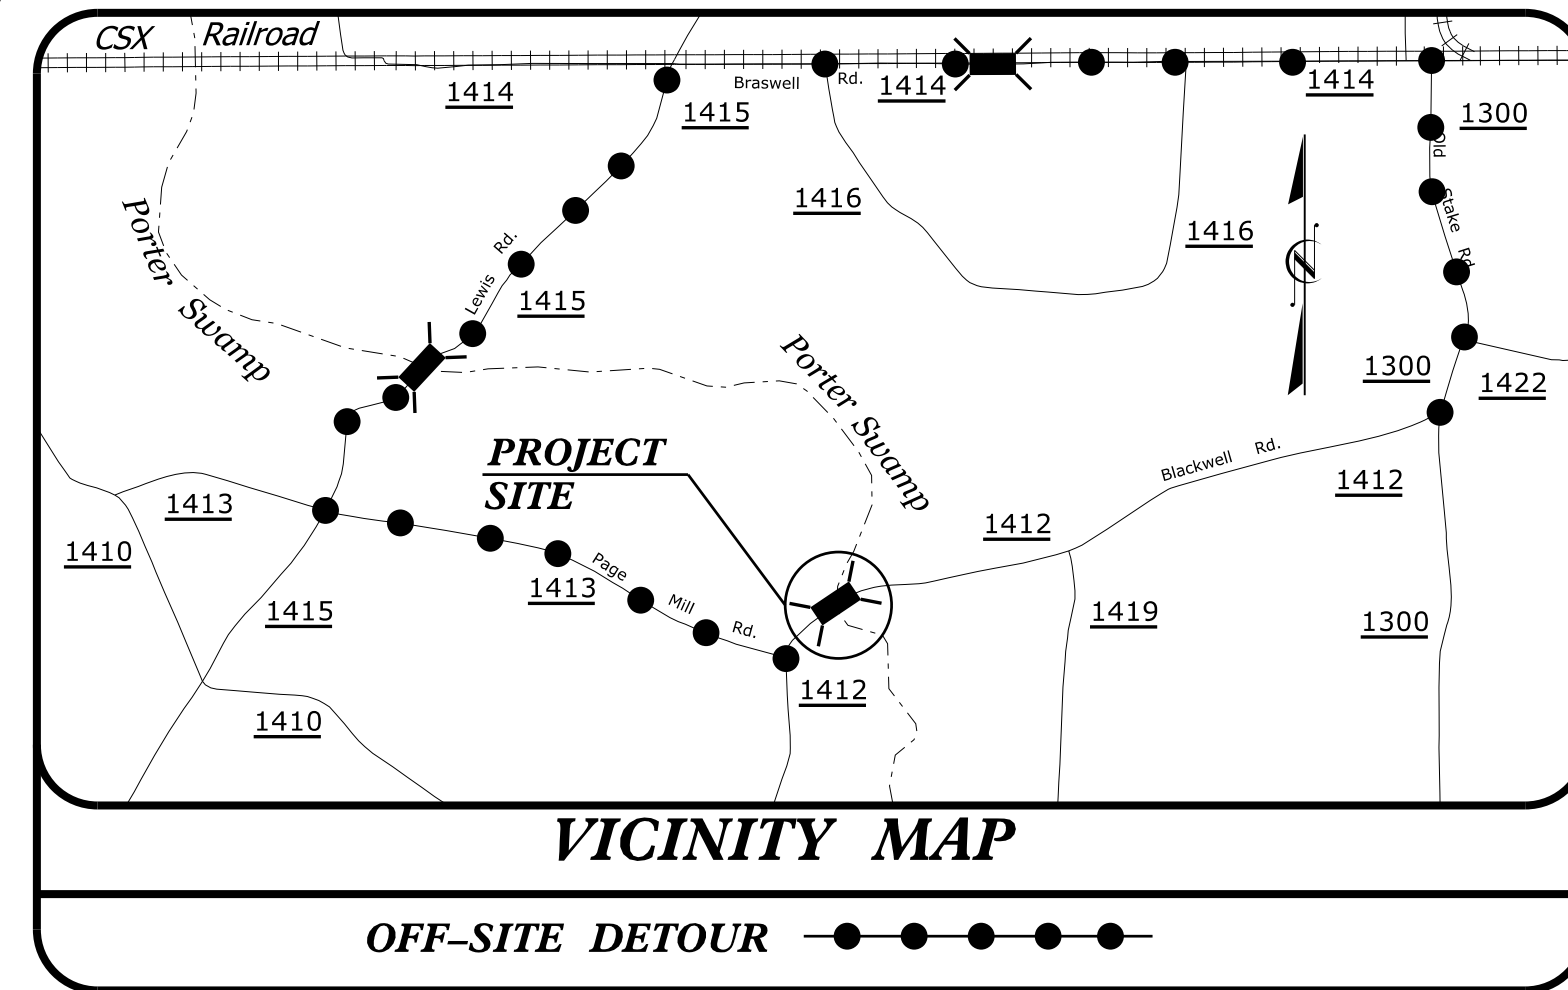 CSX Railroad
1414
1415
Braswell Rd.
1414
1414
1300
Old Stake Rd
1416
1416
Porter Swamp
Lewis Rd.
1415
Porter Swamp
1300
1422
PROJECT
SITE
Blackwell Rd.
1412
1413
1410
1412
Page Mill Rd.
1413
1415
1419
1300
1412
1410
VICINITY MAP
OFF–SITE DETOUR